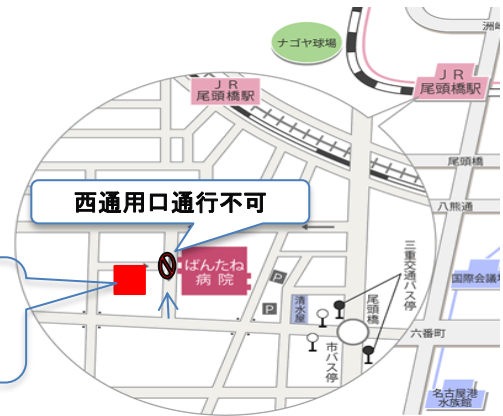 ナゴヤ球場
洲崎
ＪＲ
尾頭橋駅
ＪＲ
尾頭橋駅
尾頭橋
八熊通
西通用口通行不可
ばんたね
病院
P
P
清水屋
尾頭橋
三重交通バス停
市バス停
国際会議場
六番町
名古屋港
水族館